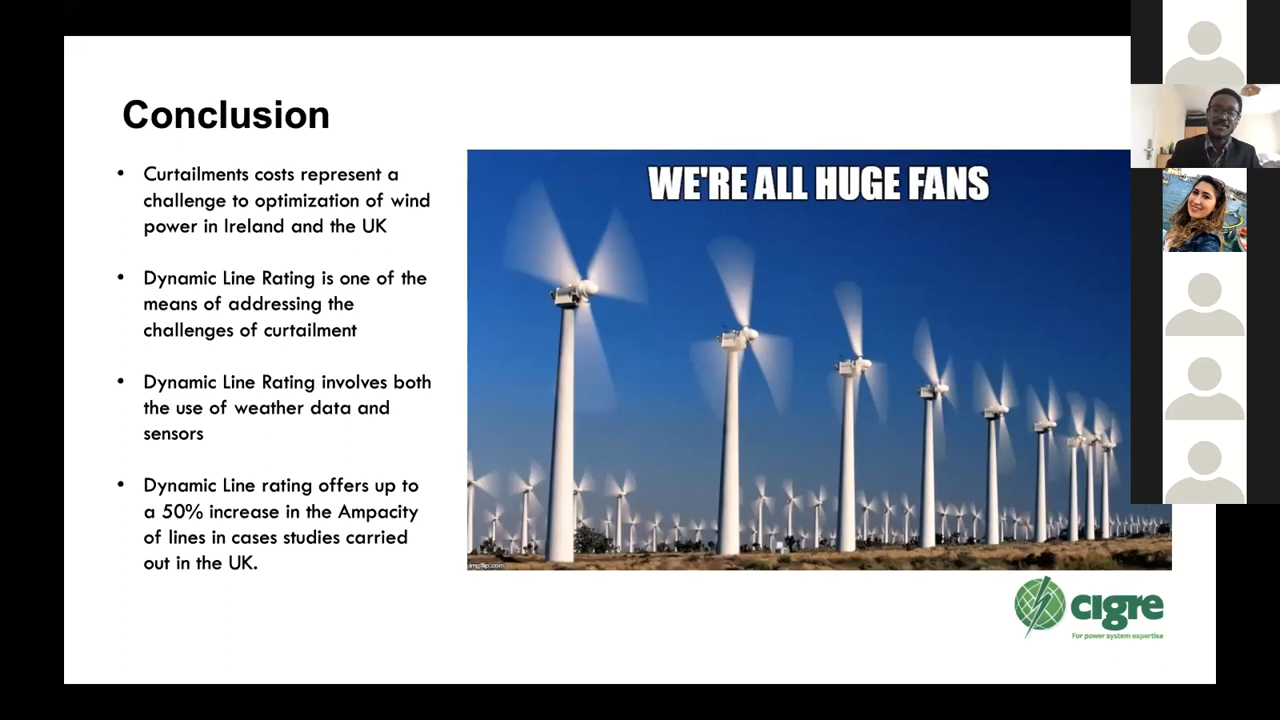 Conclusion
• Curtailments costs represent a
challenge to optimization of wind
power in Ireland and the UK
• Dynamic Line Rating is one of the
means of addressing the
challenges of curtailment
• Dynamic Line Rating involves both
the use of weather data and
sensors
• Dynamic Line rating offers up to
a 50% increase in the Ampacity
of lines in cases studies carried
out in the UK.
WE'RE ALL HUGE FANS
imgflip.com
cigre
For power system expertise